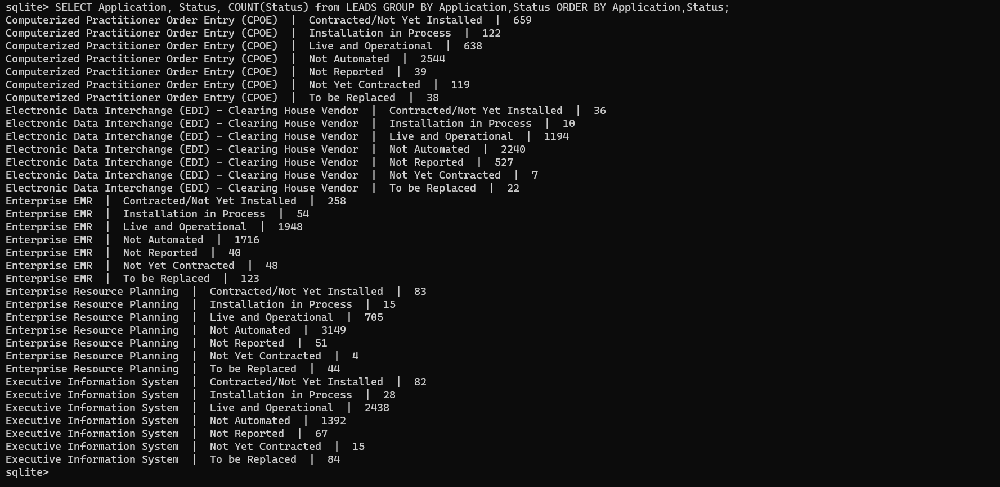 sqlite> SELECT Application, Status, COUNT(Status) from LEADS GROUP BY Application,Status ORDER BY Application,Status;
Computerized Practitioner Order Entry (CPOE)  |  Contracted/Not Yet Installed  |  659
Computerized Practitioner Order Entry (CPOE)  |  Installation in Process  |  122
Computerized Practitioner Order Entry (CPOE)  |  Live and Operational  |  638
Computerized Practitioner Order Entry (CPOE)  |  Not Automated  |  2544
Computerized Practitioner Order Entry (CPOE)  |  Not Reported  |  39
Computerized Practitioner Order Entry (CPOE)  |  Not Yet Contracted  |  119
Computerized Practitioner Order Entry (CPOE)  |  To be Replaced  |  38
Electronic Data Interchange (EDI) - Clearing House Vendor  |  Contracted/Not Yet Installed  |  36
Electronic Data Interchange (EDI) - Clearing House Vendor  |  Installation in Process  |  10
Electronic Data Interchange (EDI) - Clearing House Vendor  |  Live and Operational  |  1194
Electronic Data Interchange (EDI) - Clearing House Vendor  |  Not Automated  |  2240
Electronic Data Interchange (EDI) - Clearing House Vendor  |  Not Reported  |  527
Electronic Data Interchange (EDI) - Clearing House Vendor  |  Not Yet Contracted  |  7
Electronic Data Interchange (EDI) - Clearing House Vendor  |  To be Replaced  |  22
Enterprise EMR  |  Contracted/Not Yet Installed  |  258
Enterprise EMR  |  Installation in Process  |  54
Enterprise EMR  |  Live and Operational  |  1948
Enterprise EMR  |  Not Automated  |  1716
Enterprise EMR  |  Not Reported  |  40
Enterprise EMR  |  Not Yet Contracted  |  48
Enterprise EMR  |  To be Replaced  |  123
Enterprise Resource Planning  |  Contracted/Not Yet Installed  |  83
Enterprise Resource Planning  |  Installation in Process  |  15
Enterprise Resource Planning  |  Live and Operational  |  705
Enterprise Resource Planning  |  Not Automated  |  3149
Enterprise Resource Planning  |  Not Reported  |  51
Enterprise Resource Planning  |  Not Yet Contracted  |  4
Enterprise Resource Planning  |  To be Replaced  |  44
Executive Information System  |  Contracted/Not Yet Installed  |  82
Executive Information System  |  Installation in Process  |  28
Executive Information System  |  Live and Operational  |  2438
Executive Information System  |  Not Automated  |  1392
Executive Information System  |  Not Reported  |  67
Executive Information System  |  Not Yet Contracted  |  15
Executive Information System  |  To be Replaced  |  84
sqlite>